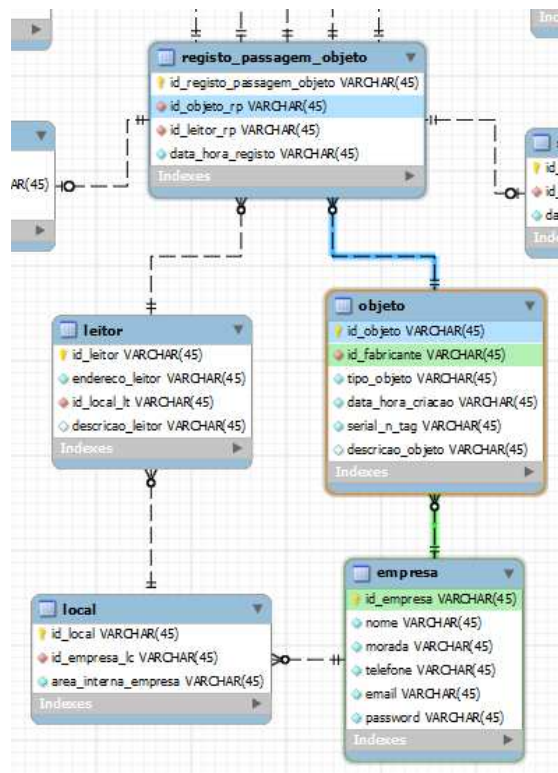 registo_passagem_objeto
id_registo_passagem_objeto VARCHAR(45)
id_objeto_rp VARCHAR(45)
id_leitor_rp VARCHAR(45)
data_hora_registo VARCHAR(45)
Indexes
AR(45)
id_
id_
da
Inde
leitor
id_leitor VARCHAR(45)
endereco_leitor VARCHAR(45)
id_local_lt VARCHAR(45)
descricao_leitor VARCHAR(45)
Indexes
objeto
id_objeto VARCHAR(45)
id_fabricante VARCHAR(45)
tipo_objeto VARCHAR(45)
data_hora_criacao VARCHAR(45)
serial_n_tag VARCHAR(45)
descricao_objeto VARCHAR(45)
Indexes
local
id_local VARCHAR(45)
id_empresa_lc VARCHAR(45)
area_interna_empresa VARCHAR(45)
Indexes
empresa
id_empresa VARCHAR(45)
nome VARCHAR(45)
morada VARCHAR(45)
telefone VARCHAR(45)
email VARCHAR(45)
password VARCHAR(45)
Indexes